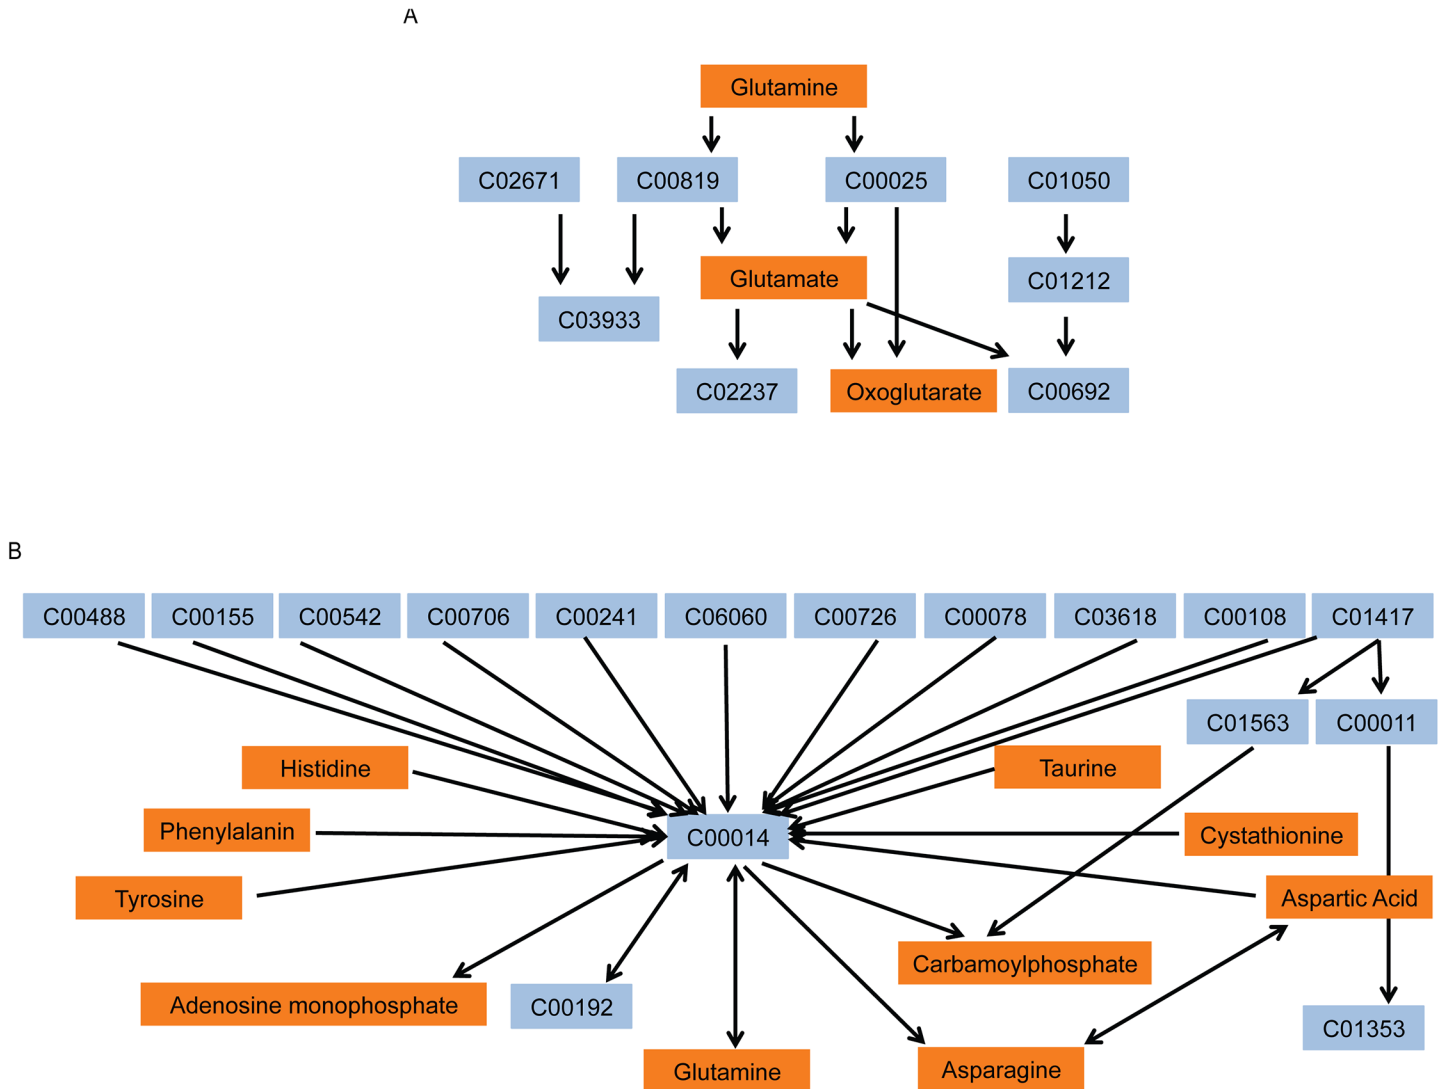 A
Glutamine
C02671
C00819
C00025
C01050
Glutamate
C01212
C03933
C02237
Oxoglutarate
C00692
B
C00488
C00155
C00542
C00706
C00241
C06060
C00726
C00078
C03618
C00108
C01417
C01563
C00011
Histidine
Taurine
Phenylalanin
C00014
Cystathionine
Tyrosine
Aspartic Acid
Carbamoylphosphate
Adenosine monophosphate
C00192
C01353
Glutamine
Asparagine